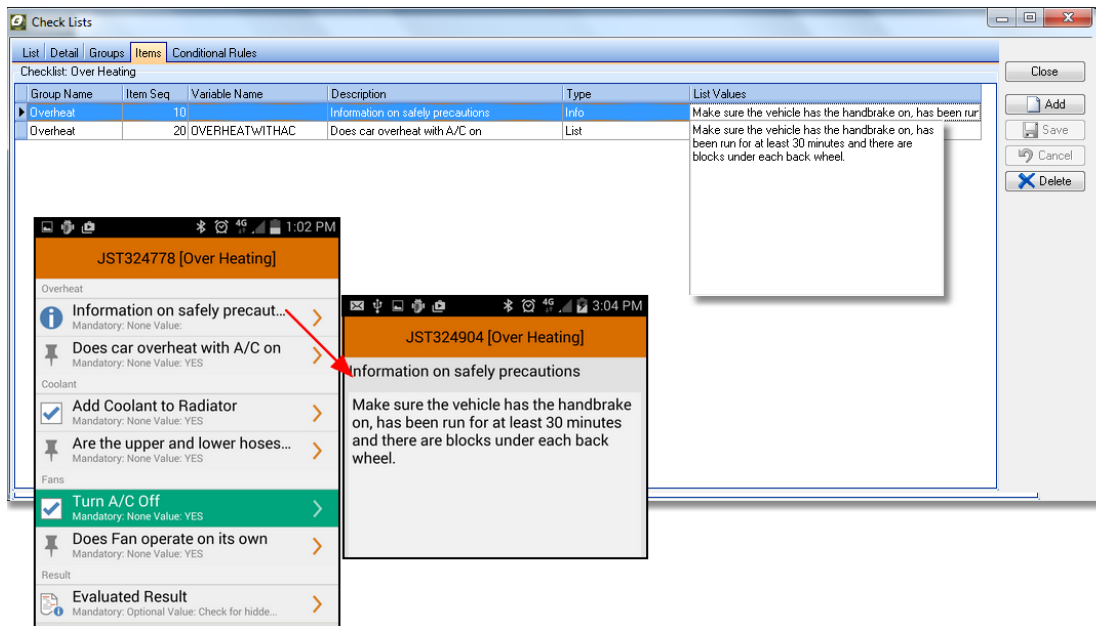 Check Lists
List Detail Groups Items Conditional Rules
Checklist: Over Heating
Close
Add
Save
Cancel
Delete
Group Name Item Seq Variable Name Description Type List Values
Overheat 10 Information on safely precautions Info Make sure the vehicle has the handbrake on, has been run
Overheat 20 OVERHEATWITHAC Does car overheat with A/C on List
Make sure the vehicle has the handbrake on, has
been run for at least 30 minutes and there are
blocks under each back wheel.
4G 1:02 PM
JST324778 [Over Heating]
Overheat
Information on safely precaut...
Mandatory: None Value:
Does car overheat with A/C on
Mandatory: None Value: YES
Coolant
Add Coolant to Radiator
Mandatory: None Value: YES
Are the upper and lower hoses...
Mandatory: None Value: YES
Fans
Turn A/C Off
Mandatory: None Value: YES
Does Fan operate on its own
Mandatory: None Value: YES
Result
Evaluated Result
Mandatory: Optional Value: Check for hidde...
4G 3:04 PM
JST324904 [Over Heating]
Information on safely precautions
Make sure the vehicle has the handbrake
on, has been run for at least 30 minutes
and there are blocks under each back
wheel.